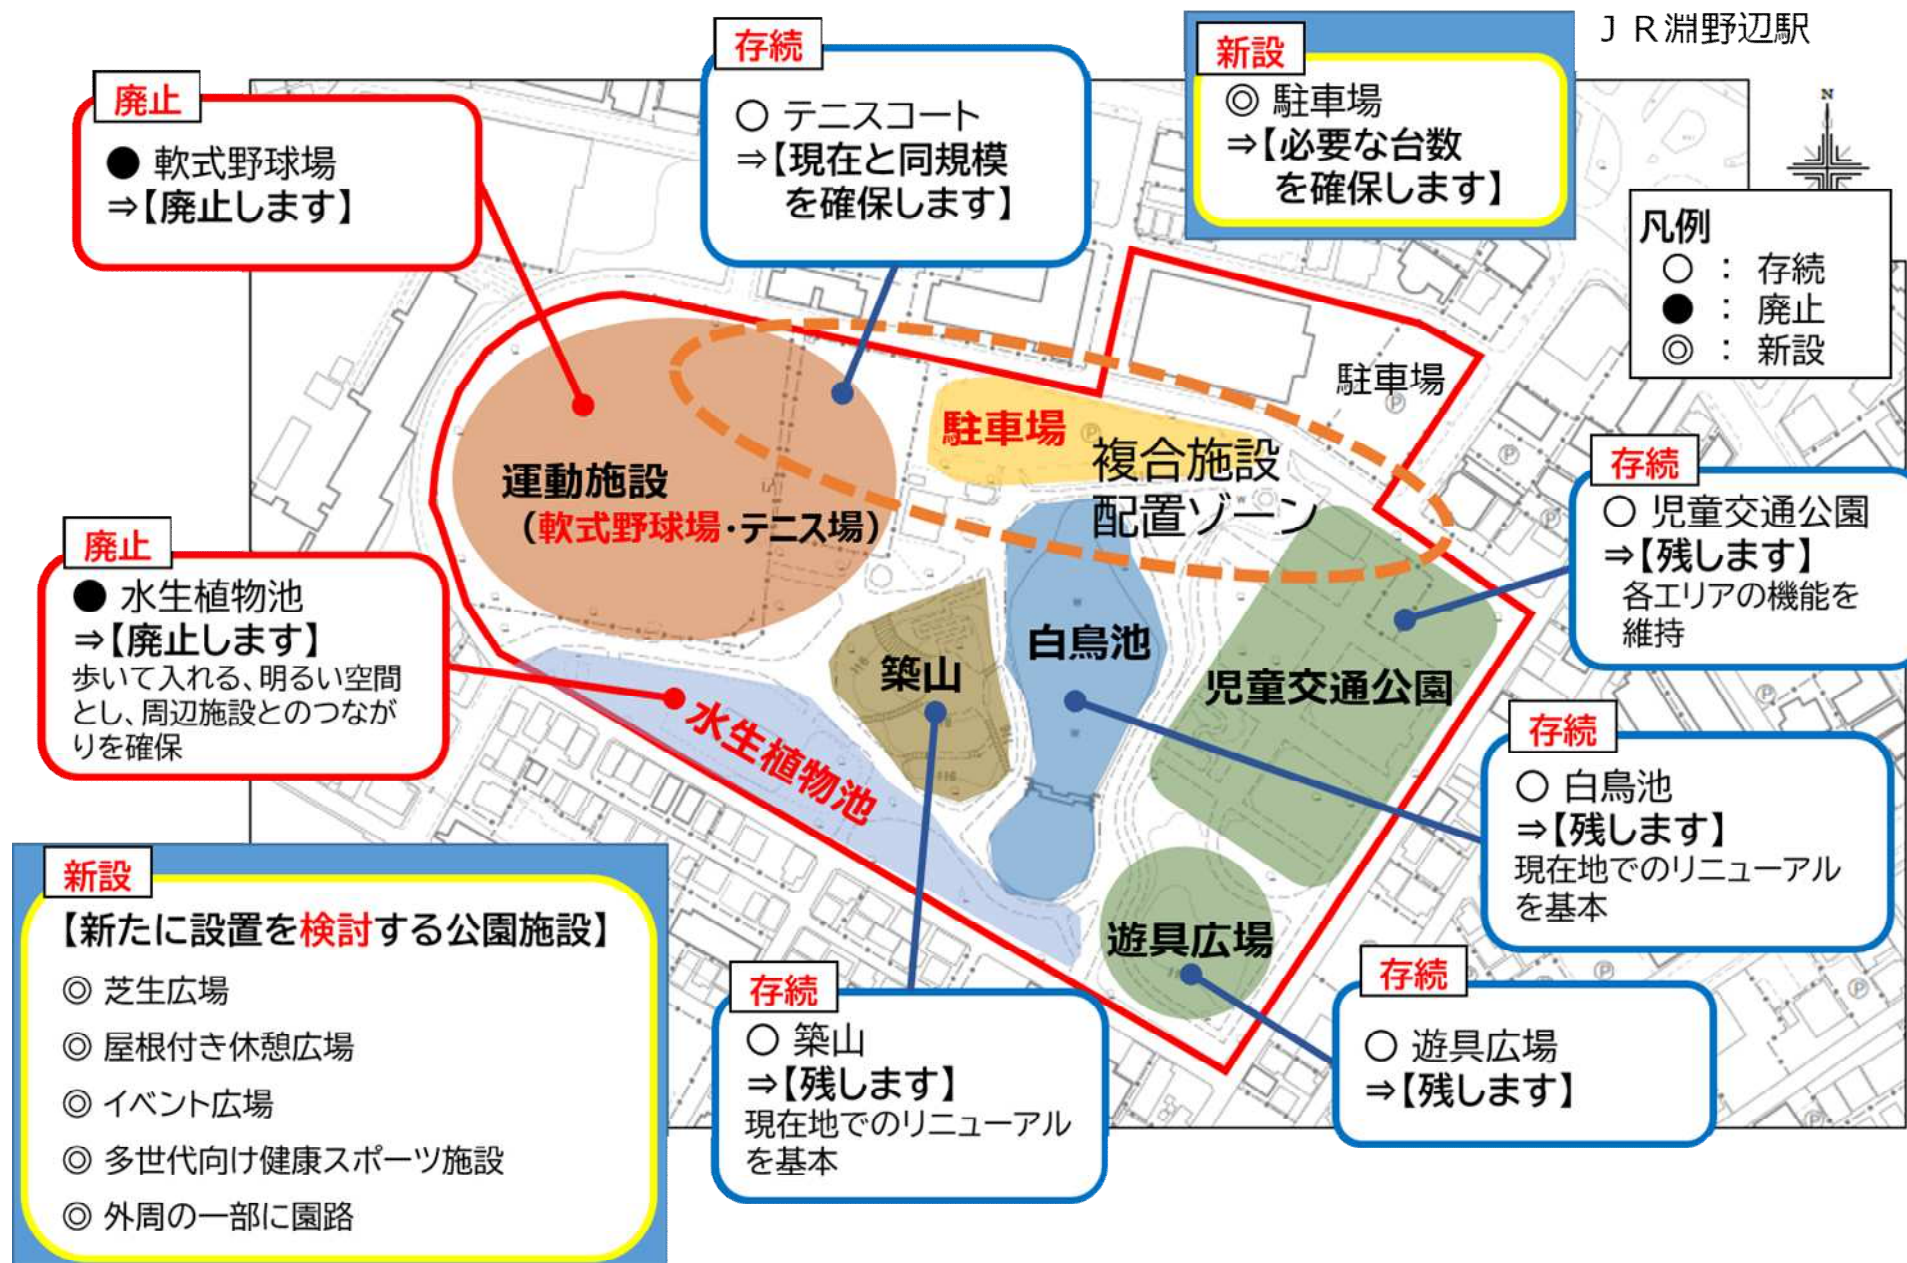 JR淵野辺駅
N
凡例
○ : 存続
● : 廃止
◎ : 新設
廃止
● 軟式野球場
⇒【廃止します】
存続
○ テニスコート
⇒【現在と同規模
を確保します】
新設
◎ 駐車場
⇒【必要な台数
を確保します】
駐車場
駐車場
複合施設
配置ゾーン
運動施設
（軟式野球場・テニス場）
存続
○ 児童交通公園
⇒【残します】
各エリアの機能を
維持
廃止
● 水生植物池
⇒【廃止します】
歩いて入れる、明るい空間
とし、周辺施設とのつなが
りを確保
築山
白鳥池
児童交通公園
水生植物池
遊具広場
存続
○ 白鳥池
⇒【残します】
現在地でのリニューアル
を基本
新設
【新たに設置を検討する公園施設】
◎ 芝生広場
◎ 屋根付き休憩広場
◎ イベント広場
◎ 多世代向け健康スポーツ施設
◎ 外周の一部に園路
存続
○ 築山
⇒【残します】
現在地でのリニューアル
を基本
存続
○ 遊具広場
⇒【残します】